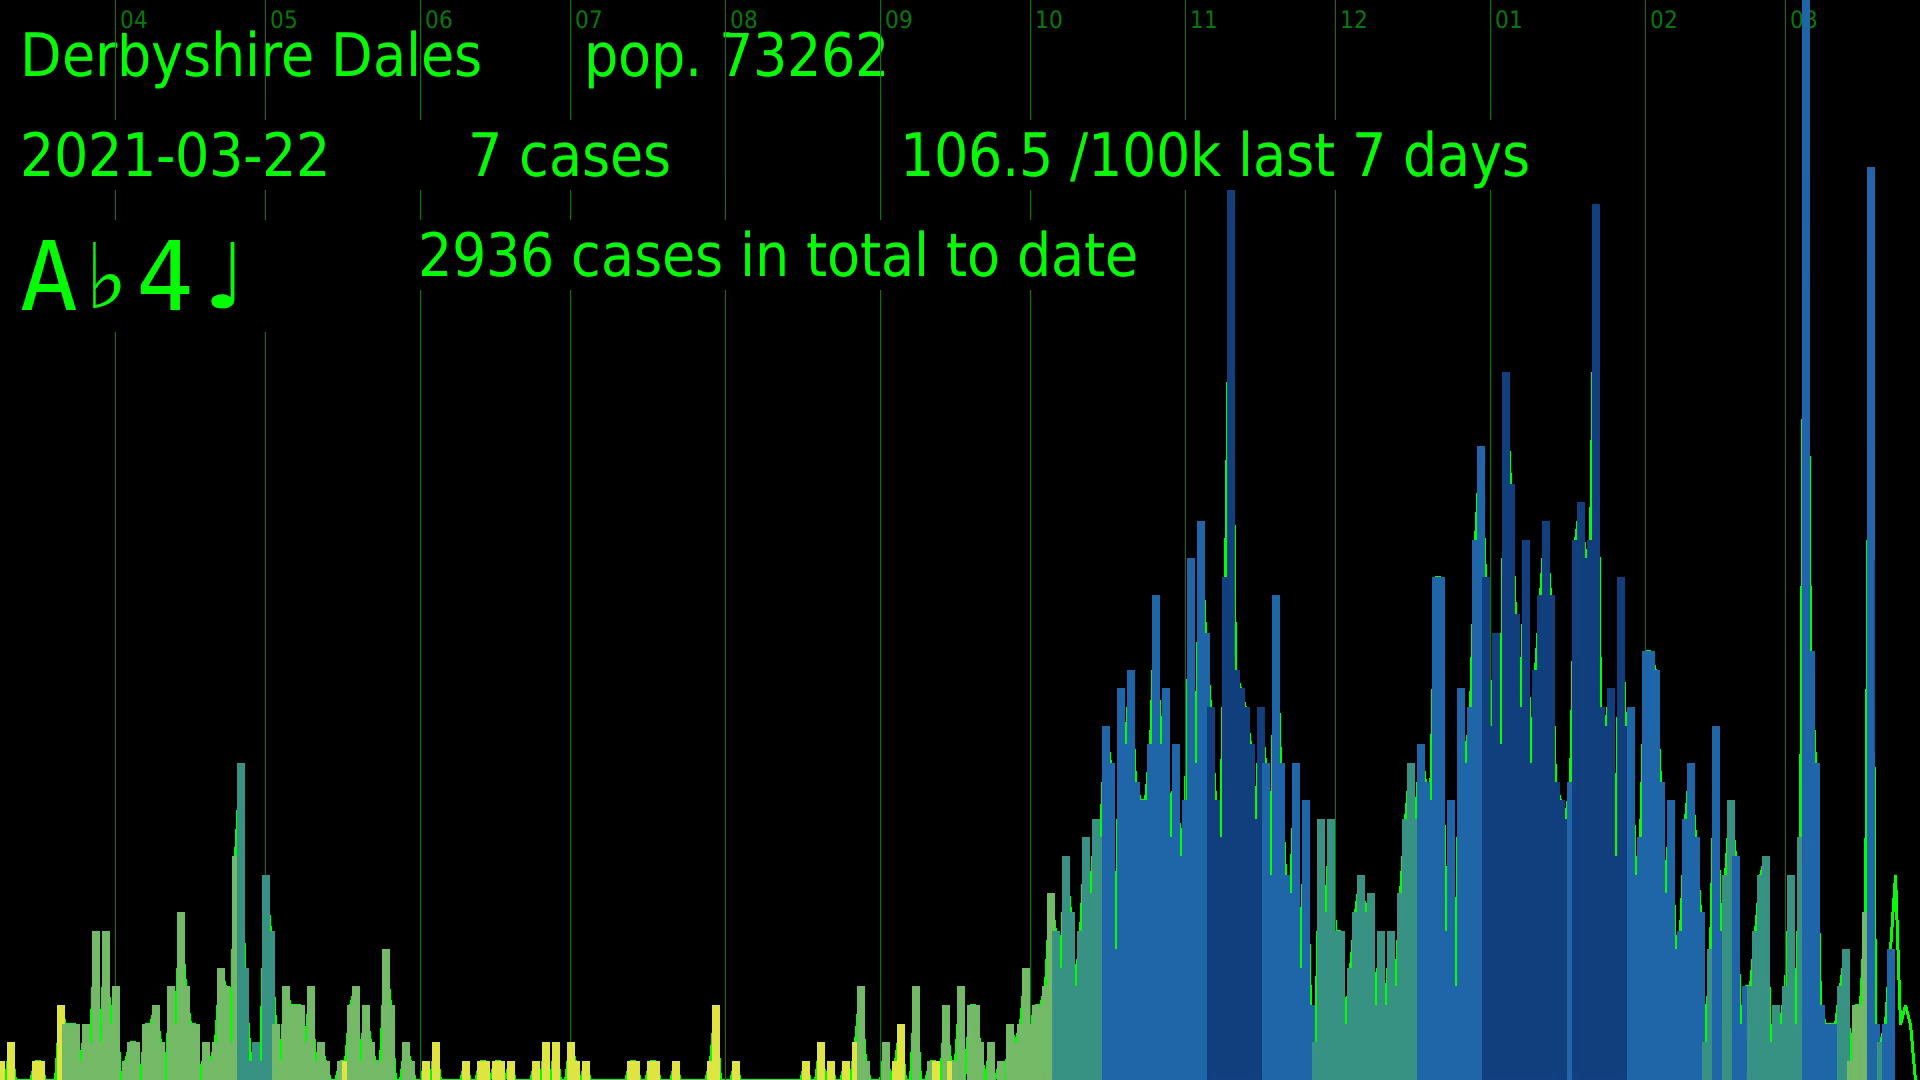 04 05 06 07 08 09 10 11 12 01 02 03
Derbyshire Dales pop. 73262
2021-03-22 7 cases 106.5 /100k last 7 days
A♭4 ♩ 2936 cases in total to date